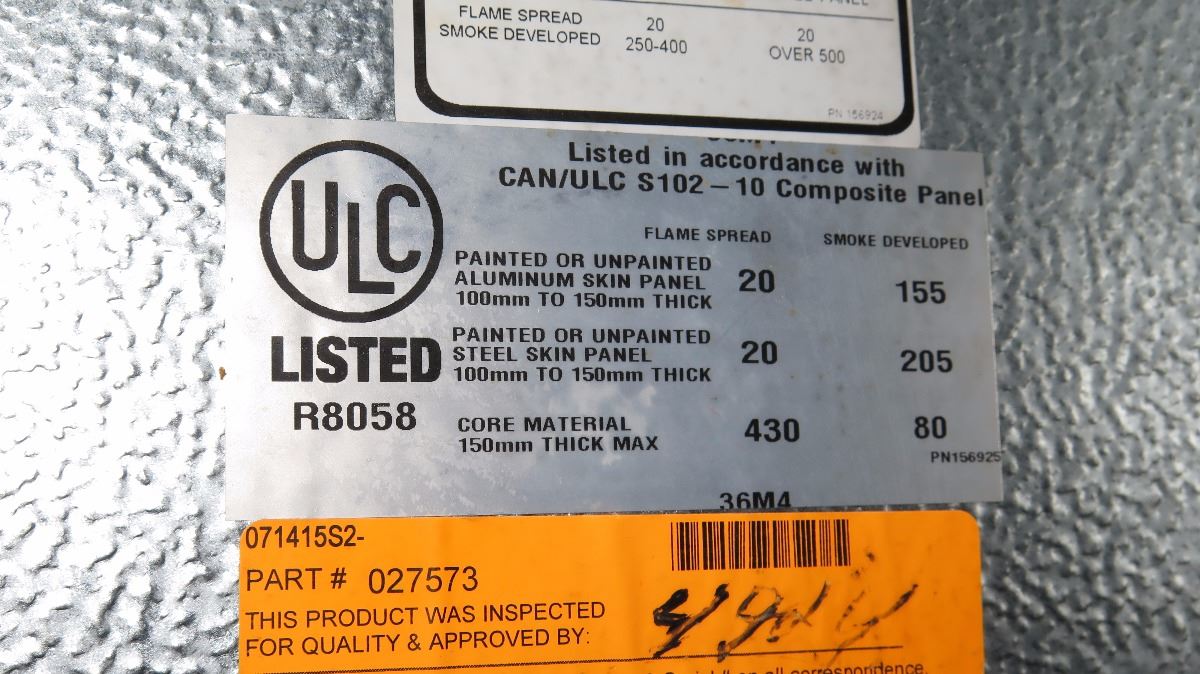 FLAME SPREAD 20 20
SMOKE DEVELOPED 250-400 OVER 500
PN 156924
Listed in accordance with
CAN/ULC S102-10 Composite Panel
ULC
LISTED
R8058
FLAME SPREAD SMOKE DEVELOPED
PAINTED OR UNPAINTED
ALUMINUM SKIN PANEL 20 155
100mm TO 150mm THICK
PAINTED OR UNPAINTED
STEEL SKIN PANEL 20 205
100mm TO 150mm THICK
CORE MATERIAL 430 80
150mm THICK MAX
PN156925
36M4
071415S2-
PART # 027573
THIS PRODUCT WAS INSPECTED
FOR QUALITY & APPROVED BY:
on all correspondence.